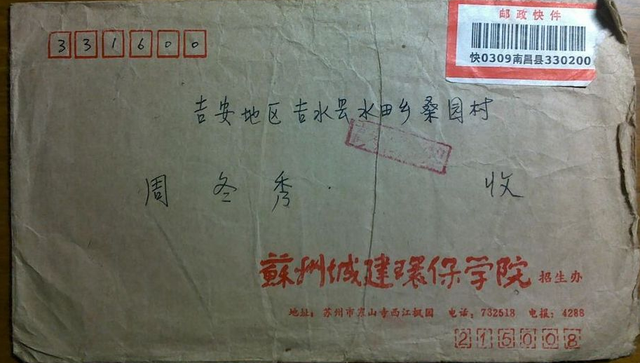 邮政快件
快0309南昌县330200
331600
吉安地区吉水县水田乡桑园村
周冬秀 收
蘇州城建環保学院 招生办
地址：苏州市寒山寺西江枫园 电话：732518 电报：4288
215008